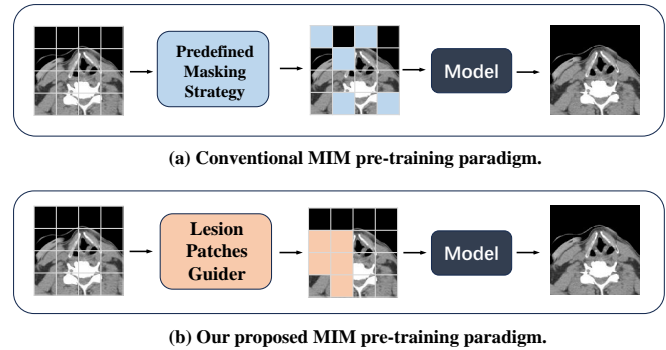 Predefined
Masking
Strategy
Model
(a) Conventional MIM pre-training paradigm.
Lesion
Patches
Guider
Model
(b) Our proposed MIM pre-training paradigm.